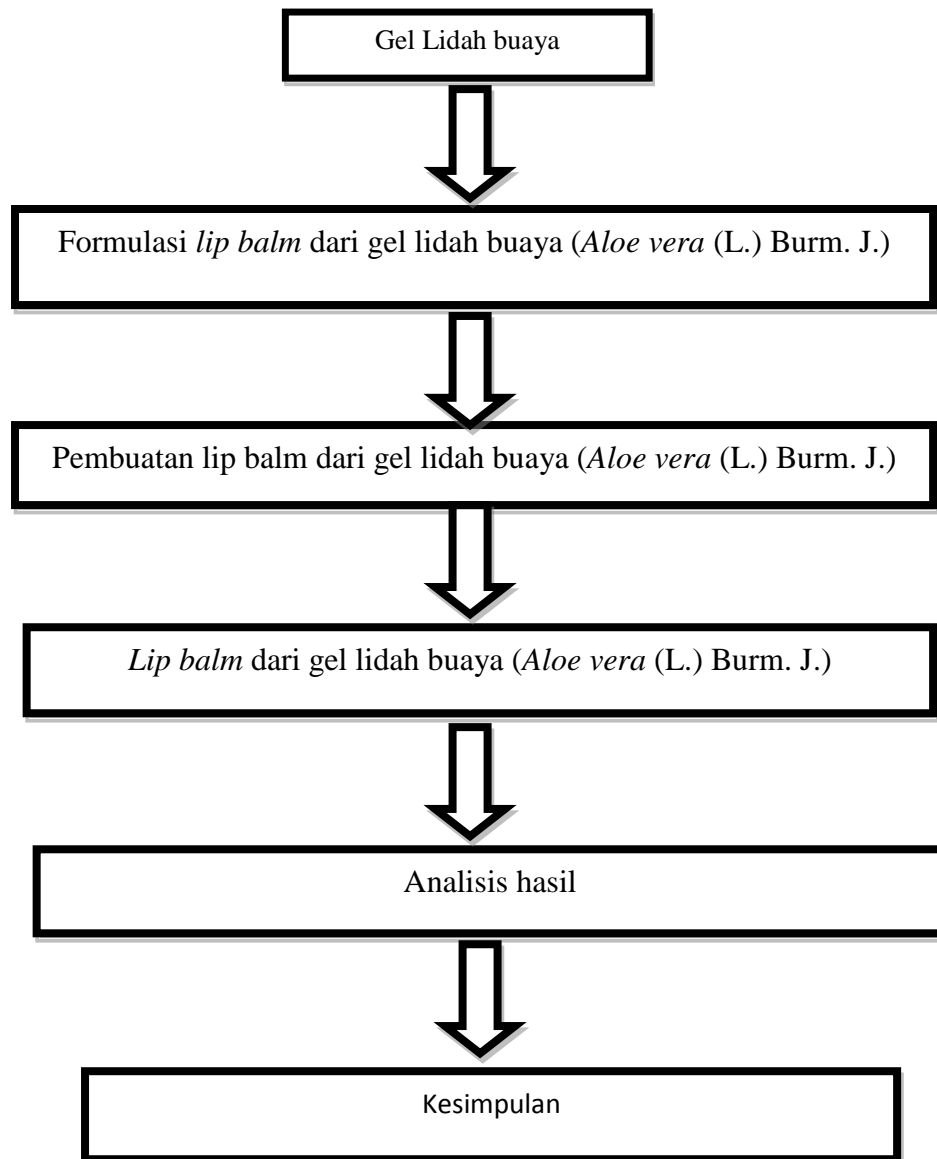 Gel Lidah buaya
Formulasi lip balm dari gel lidah buaya (Aloe vera (L.) Burm. J.)
Pembuatan lip balm dari gel lidah buaya (Aloe vera (L.) Burm. J.)
Lip balm dari gel lidah buaya (Aloe vera (L.) Burm. J.)
Analisis hasil
Kesimpulan